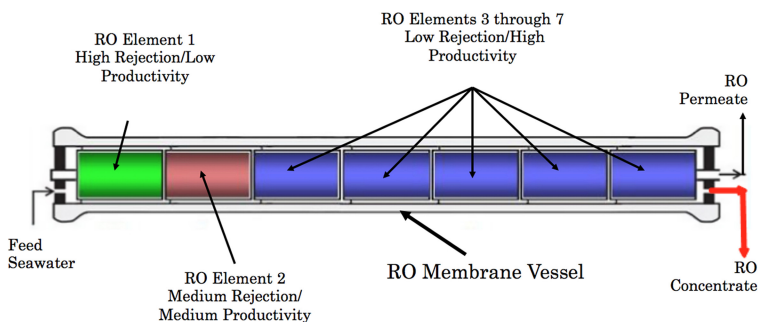 RO Element 1
High Rejection/Low
Productivity
RO Elements 3 through 7
Low Rejection/High
Productivity
RO
Permeate
Feed
Seawater
RO Element 2
Medium Rejection/
Medium Productivity
RO Membrane Vessel
RO
Concentrate